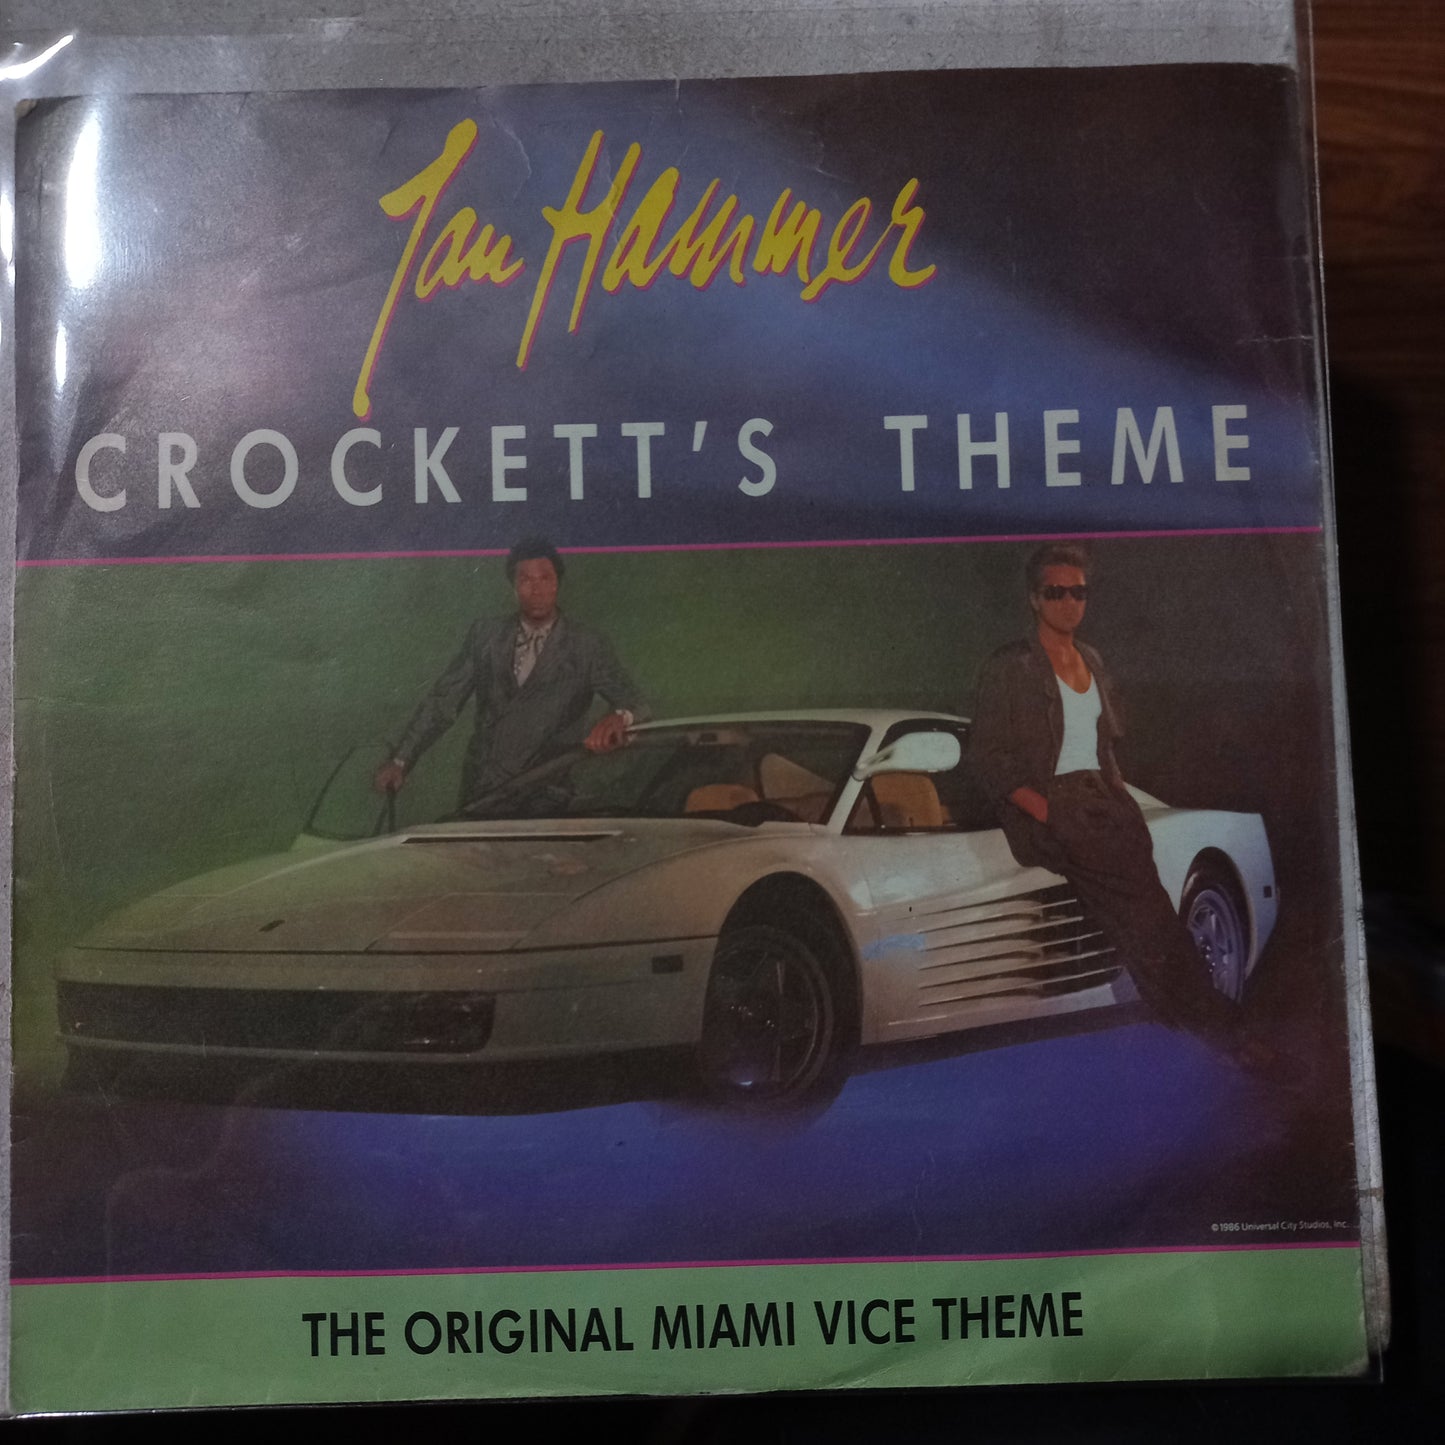 Jan Hammer
CROCKETT'S THEME
©1986 Universal City Studios, Inc.
THE ORIGINAL MIAMI VICE THEME